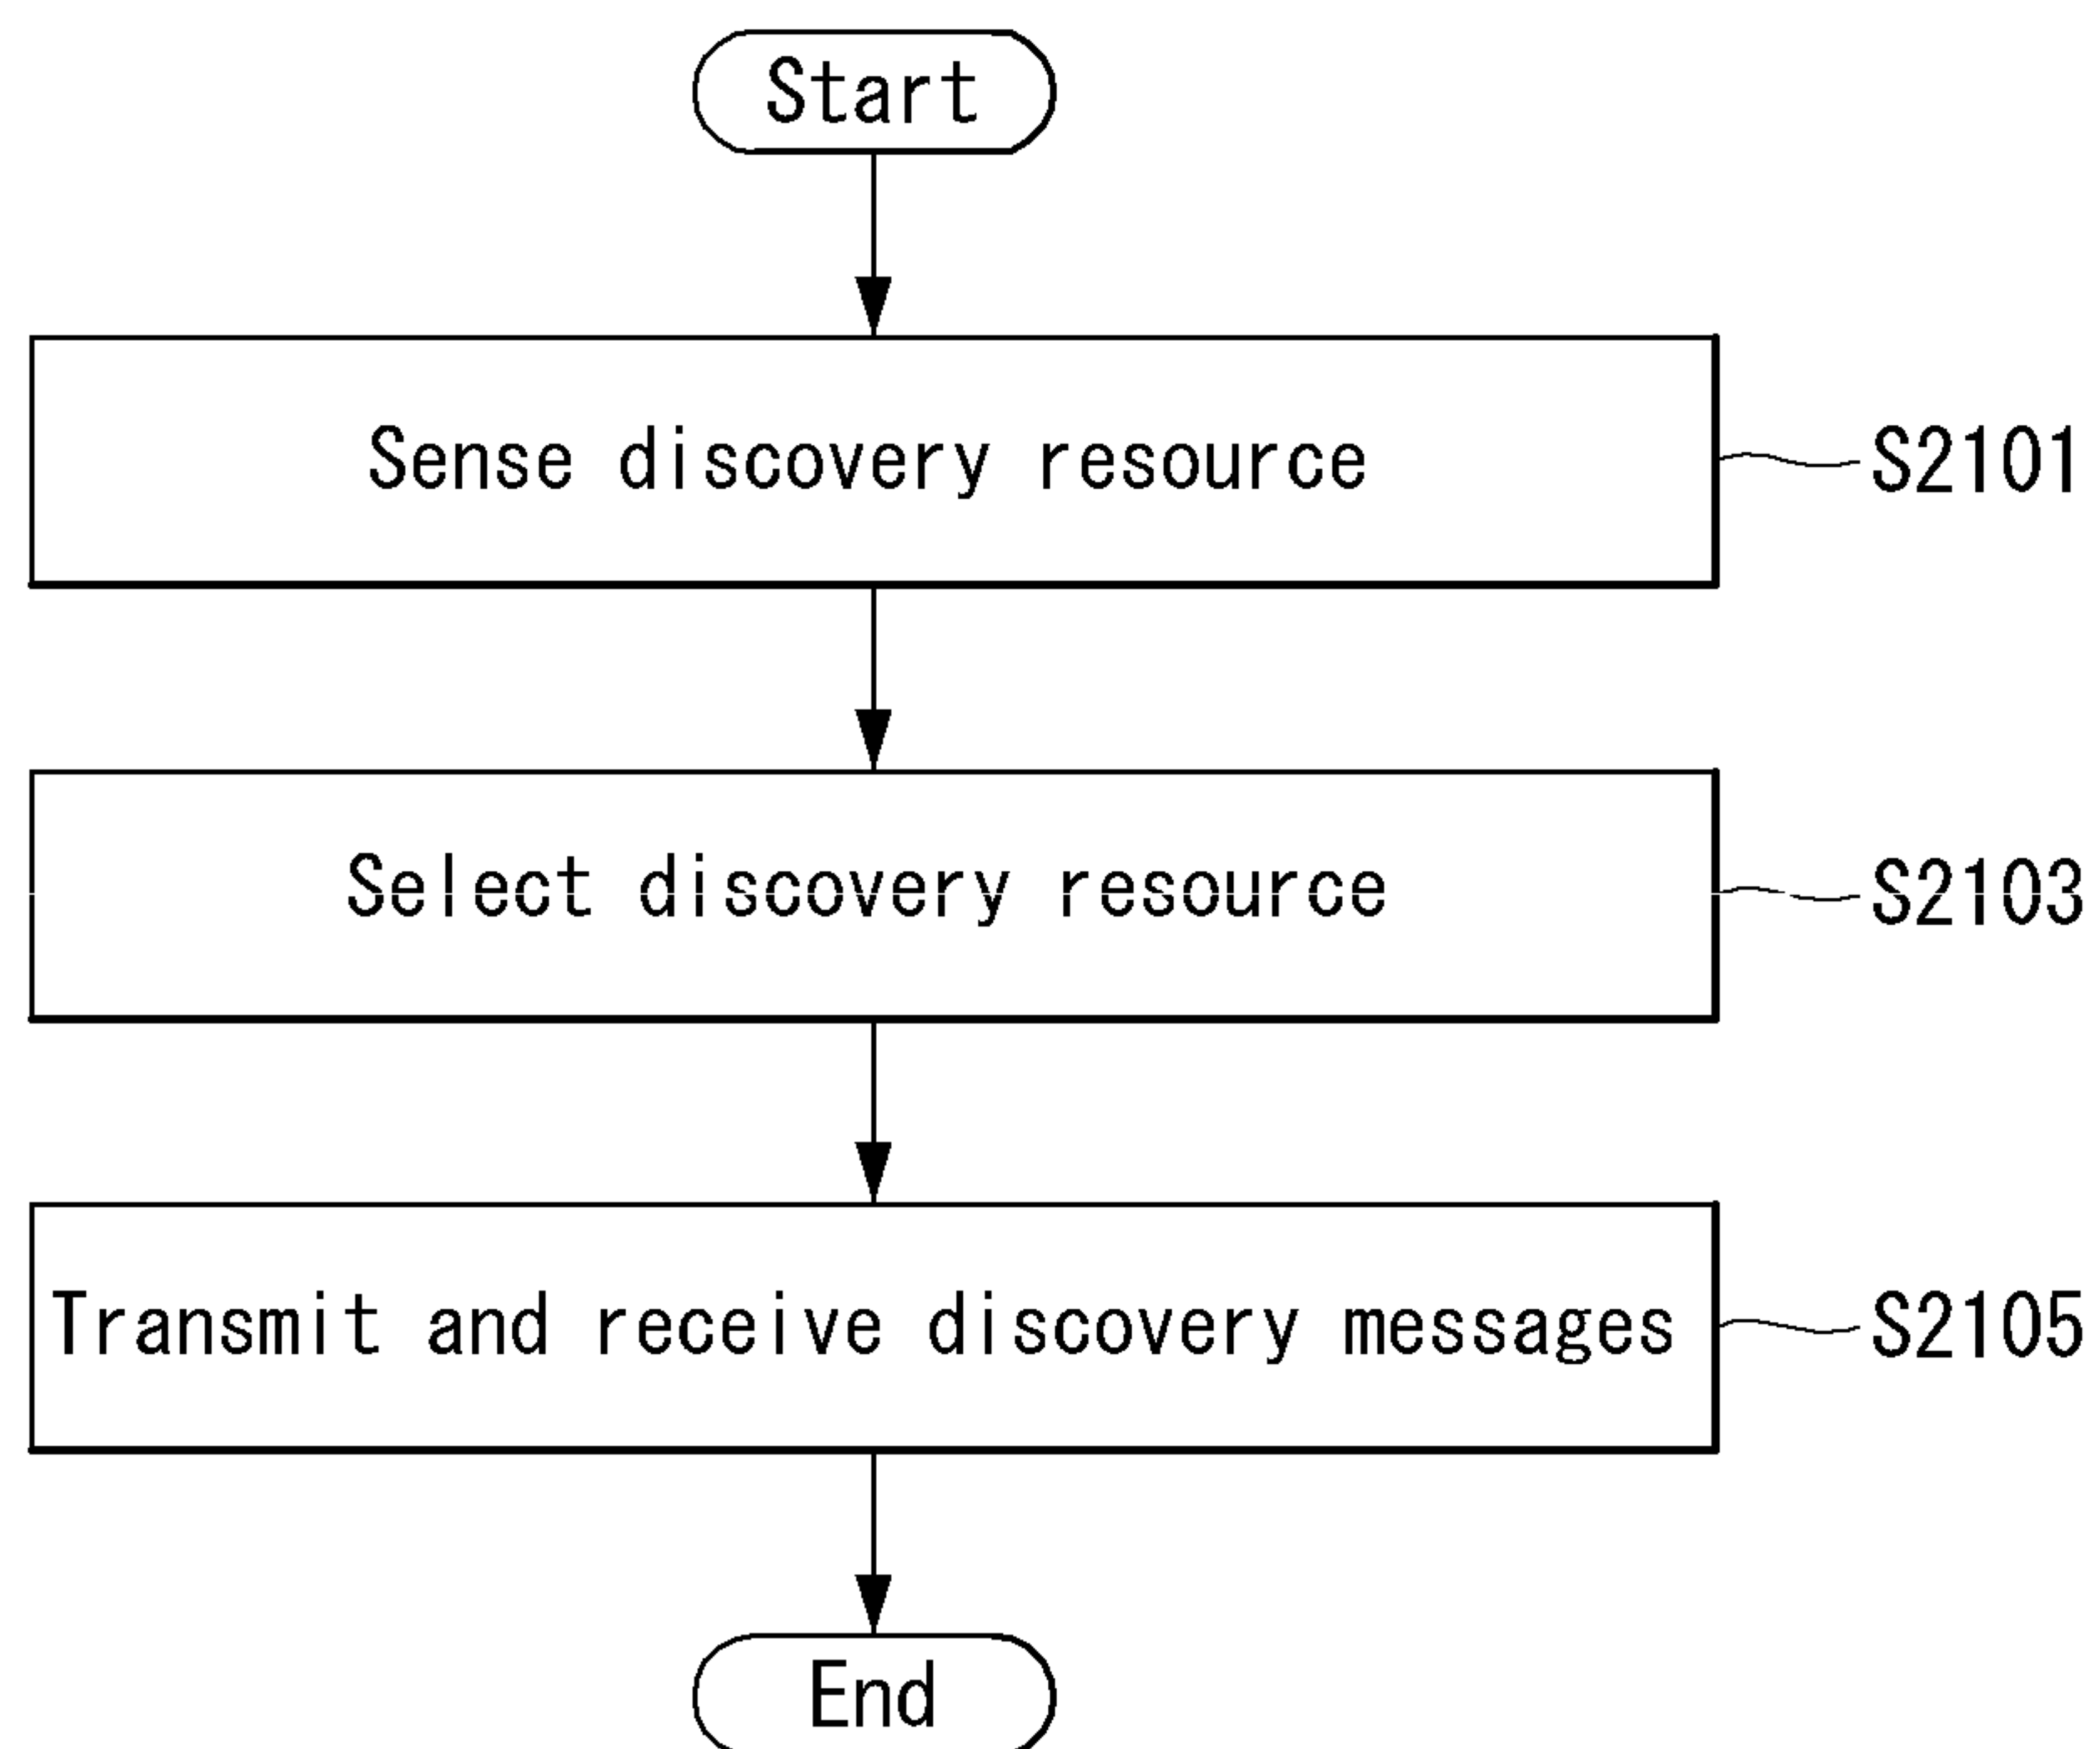 Start
Sense discovery resource
S2101
Select discovery resource
S2103
Transmit and receive discovery messages
S2105
End